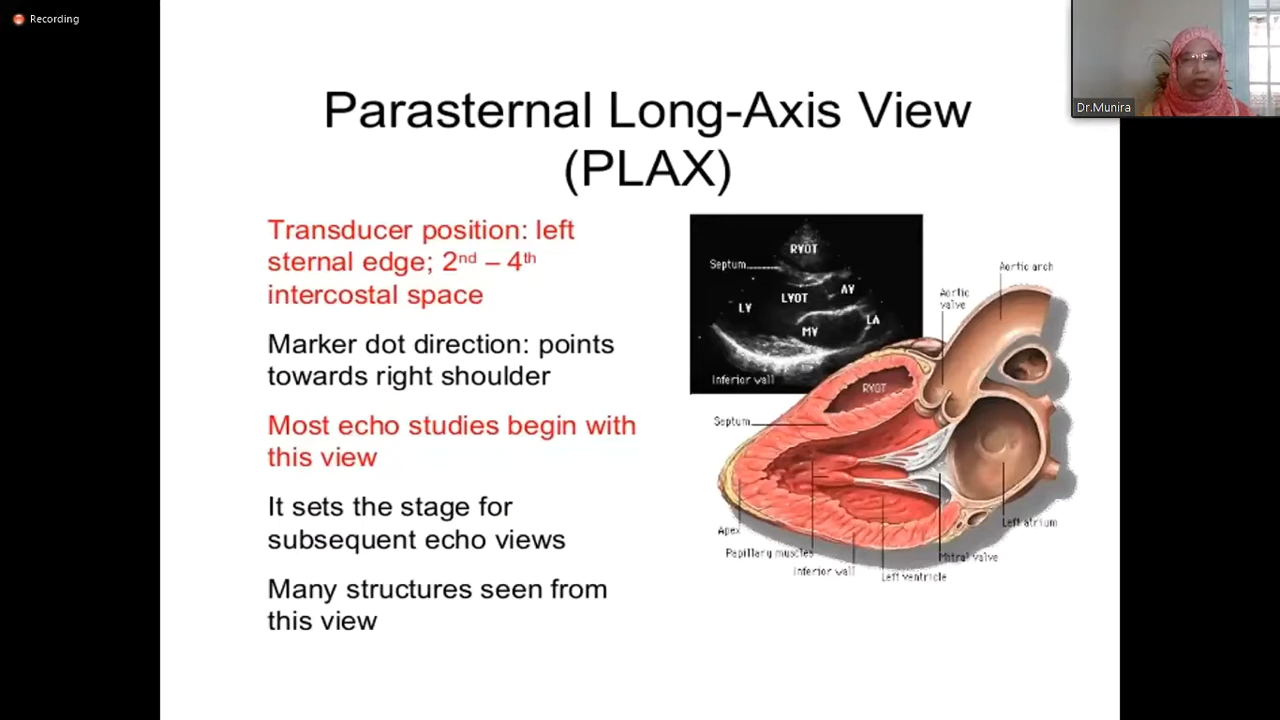 Recording
Dr.Munira
Parasternal Long-Axis View
(PLAX)
Transducer position: left
sternal edge; 2nd – 4th
intercostal space
Marker dot direction: points
towards right shoulder
Most echo studies begin with
this view
It sets the stage for
subsequent echo views
Many structures seen from
this view
RVOT
Septum
LVOT
AV
LV
MV
LA
Inferior wall
Aortic arch
Aortic
valve
RVOT
Septum
Apex
Papillary muscles
Inferior wall
Left ventricle
Mitral valve
Left atrium